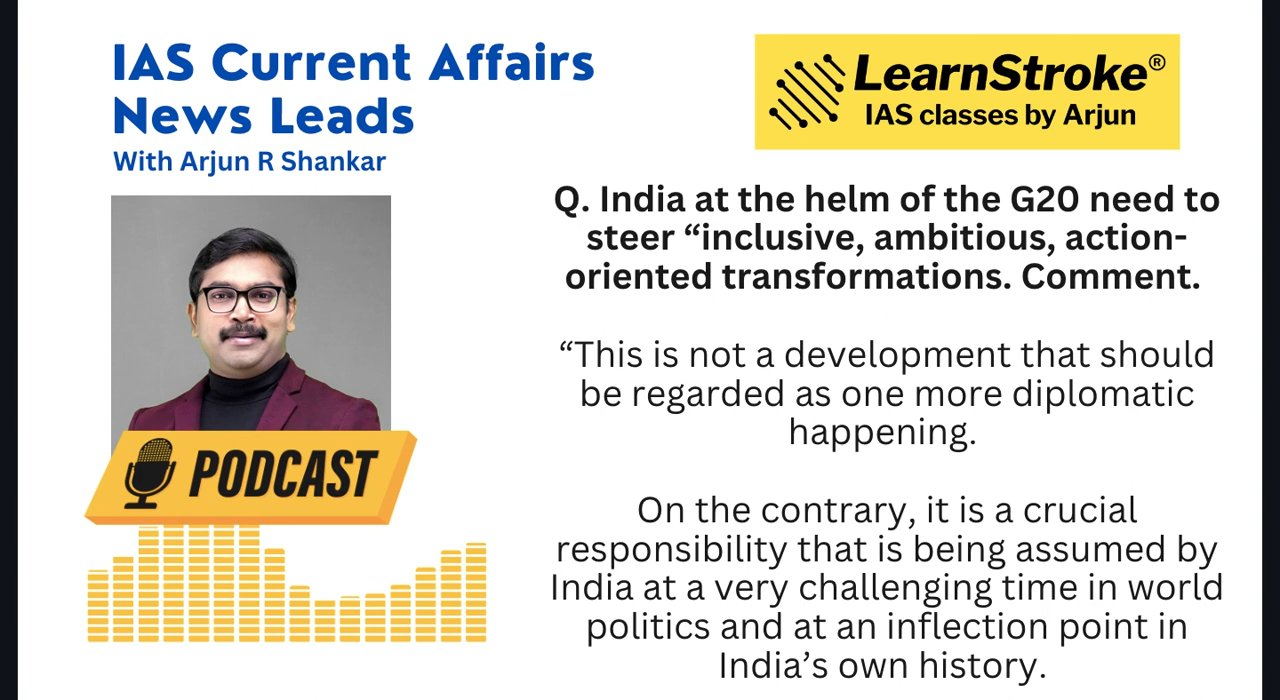 IAS Current Affairs
News Leads
With Arjun R Shankar
LearnStroke®
IAS classes by Arjun
PODCAST
Q. India at the helm of the G20 need to
steer “inclusive, ambitious, action-
oriented transformations. Comment.
“This is not a development that should
be regarded as one more diplomatic
happening.
On the contrary, it is a crucial
responsibility that is being assumed by
India at a very challenging time in world
politics and at an inflection point in
India’s own history.